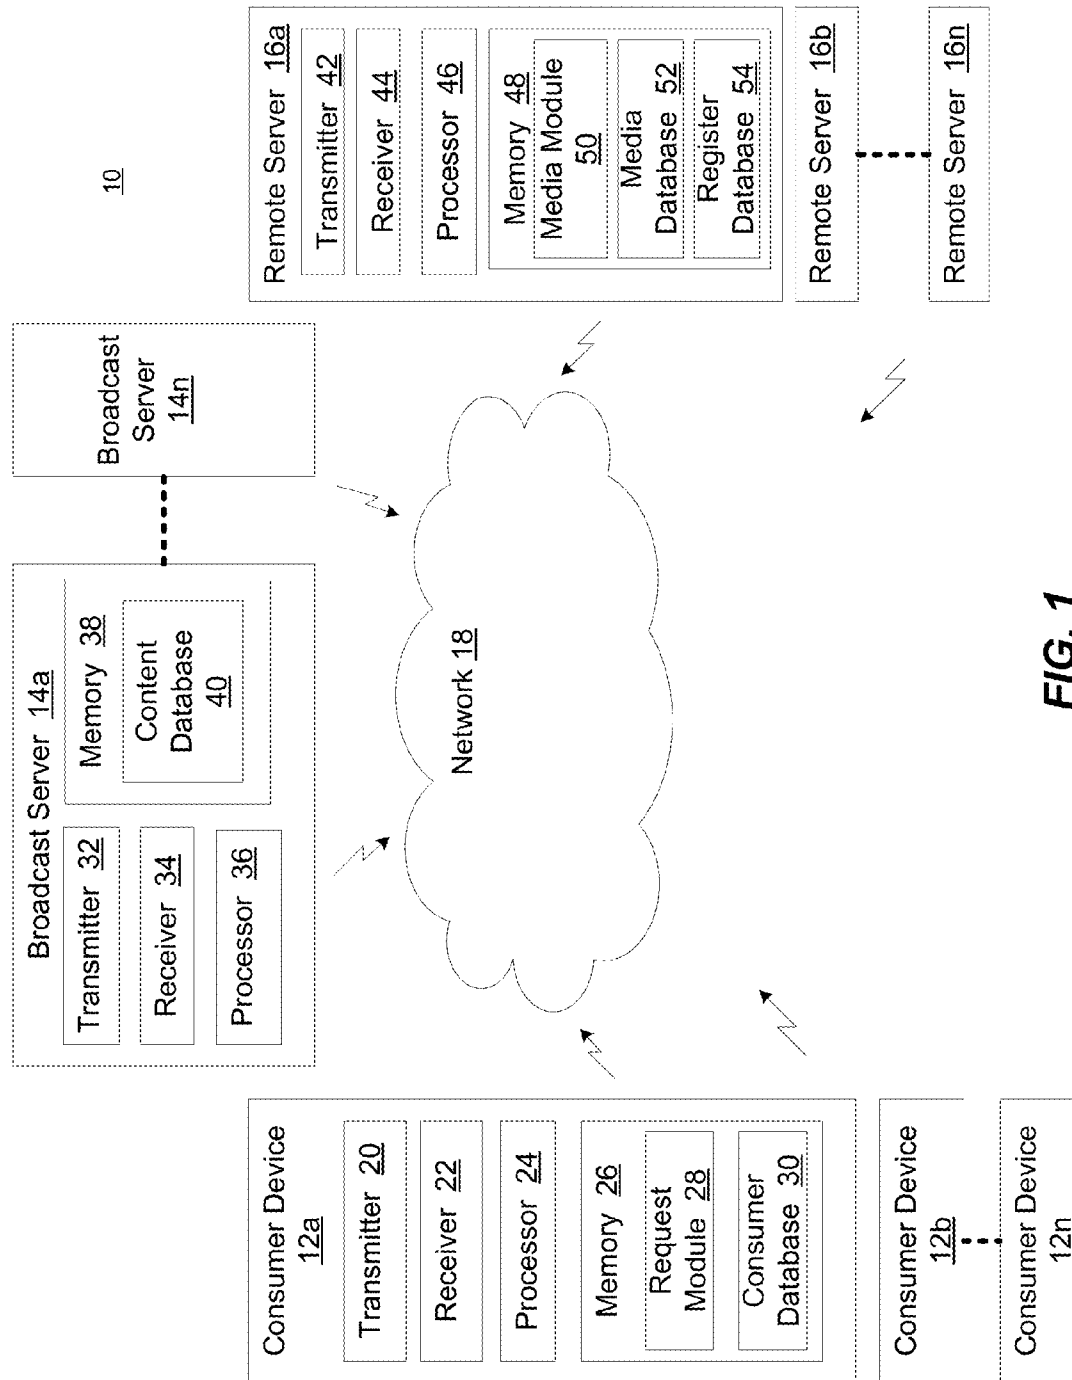 10
Broadcast Server 14a
Transmitter 32
Receiver 34
Processor 36
Memory 38
Content
Database
40
Broadcast
Server
14n
Consumer Device
12a
Transmitter 20
Receiver 22
Processor 24
Memory 26
Request
Module 28
Consumer
Database 30
Consumer Device
12b
Consumer Device
12n
Network 18
Remote Server 16a
Transmitter 42
Receiver 44
Processor 46
Memory 48
Media Module
50
Media
Database 52
Register
Database 54
Remote Server 16b
Remote Server 16n
FIG. 1